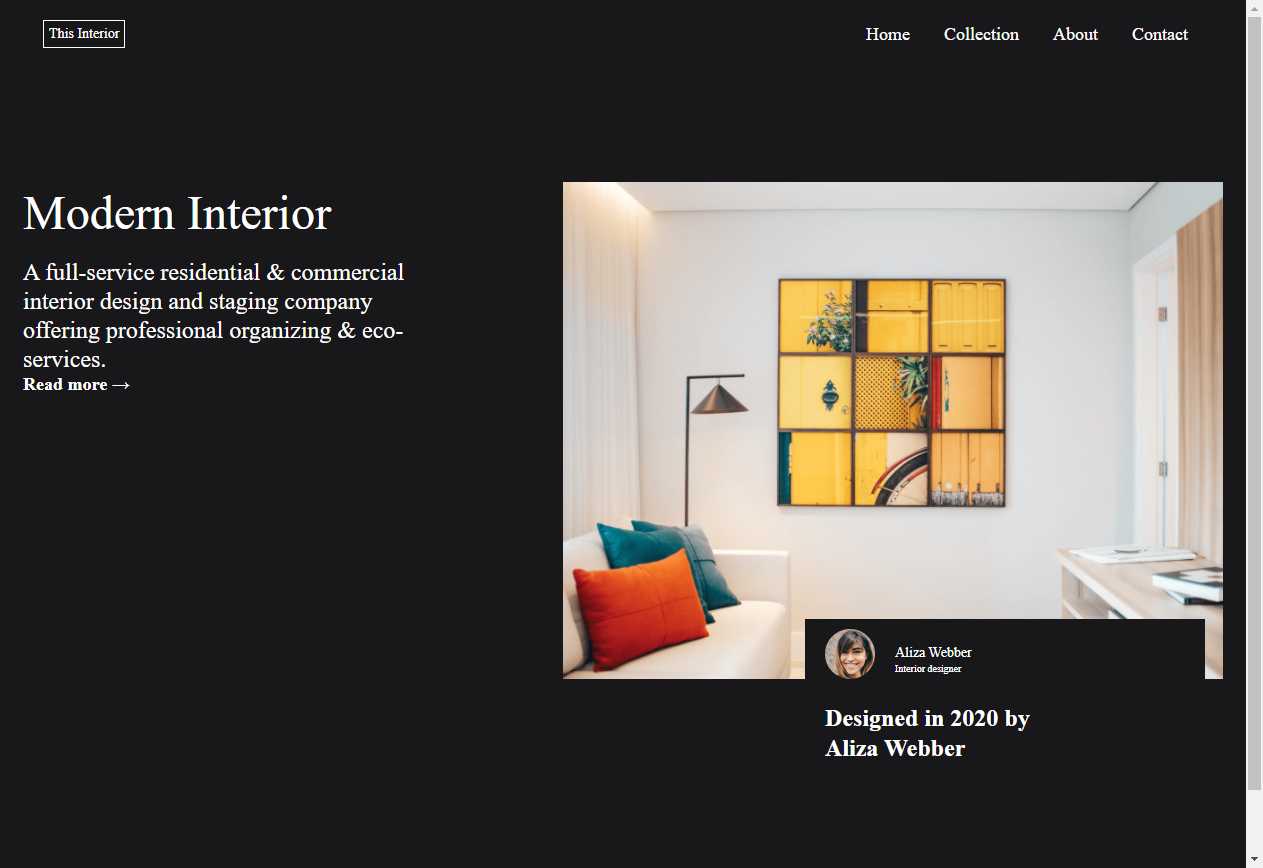 This Interior
Home Collection About Contact
Modern Interior
A full-service residential & commercial
interior design and staging company
offering professional organizing & eco-
services.
Read more →
Aliza Webber
Interior designer
Designed in 2020 by
Aliza Webber